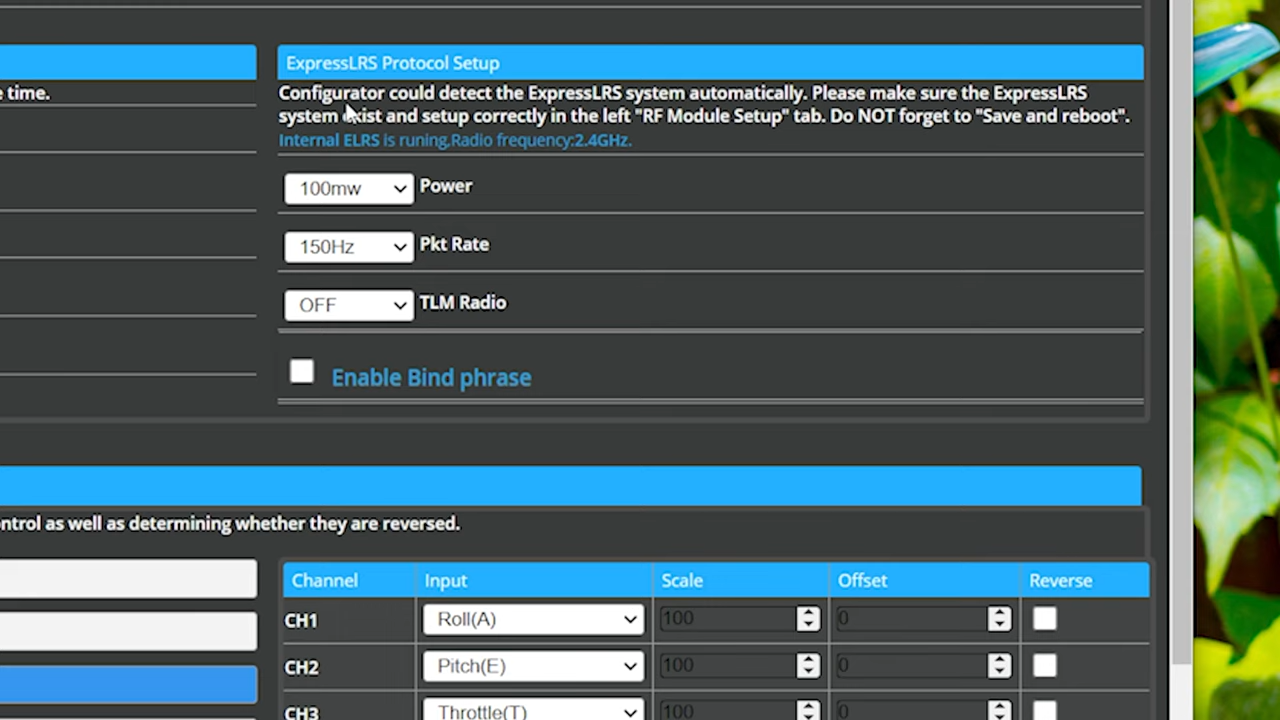 ExpressLRS Protocol Setup
e time.
Configurator could detect the ExpressLRS system automatically. Please make sure the ExpressLRS
system exist and setup correctly in the left "RF Module Setup" tab. Do NOT forget to "Save and reboot".
Internal ELRS is runing,Radio frequency:2.4GHz.
100mw Power
150Hz Pkt Rate
OFF TLM Radio
Enable Bind phrase
ntrol as well as determining whether they are reversed.
Channel Input Scale Offset Reverse
CH1 Roll(A) 100 0
CH2 Pitch(E) 100 0
CH3 Throttle(T) 100 0